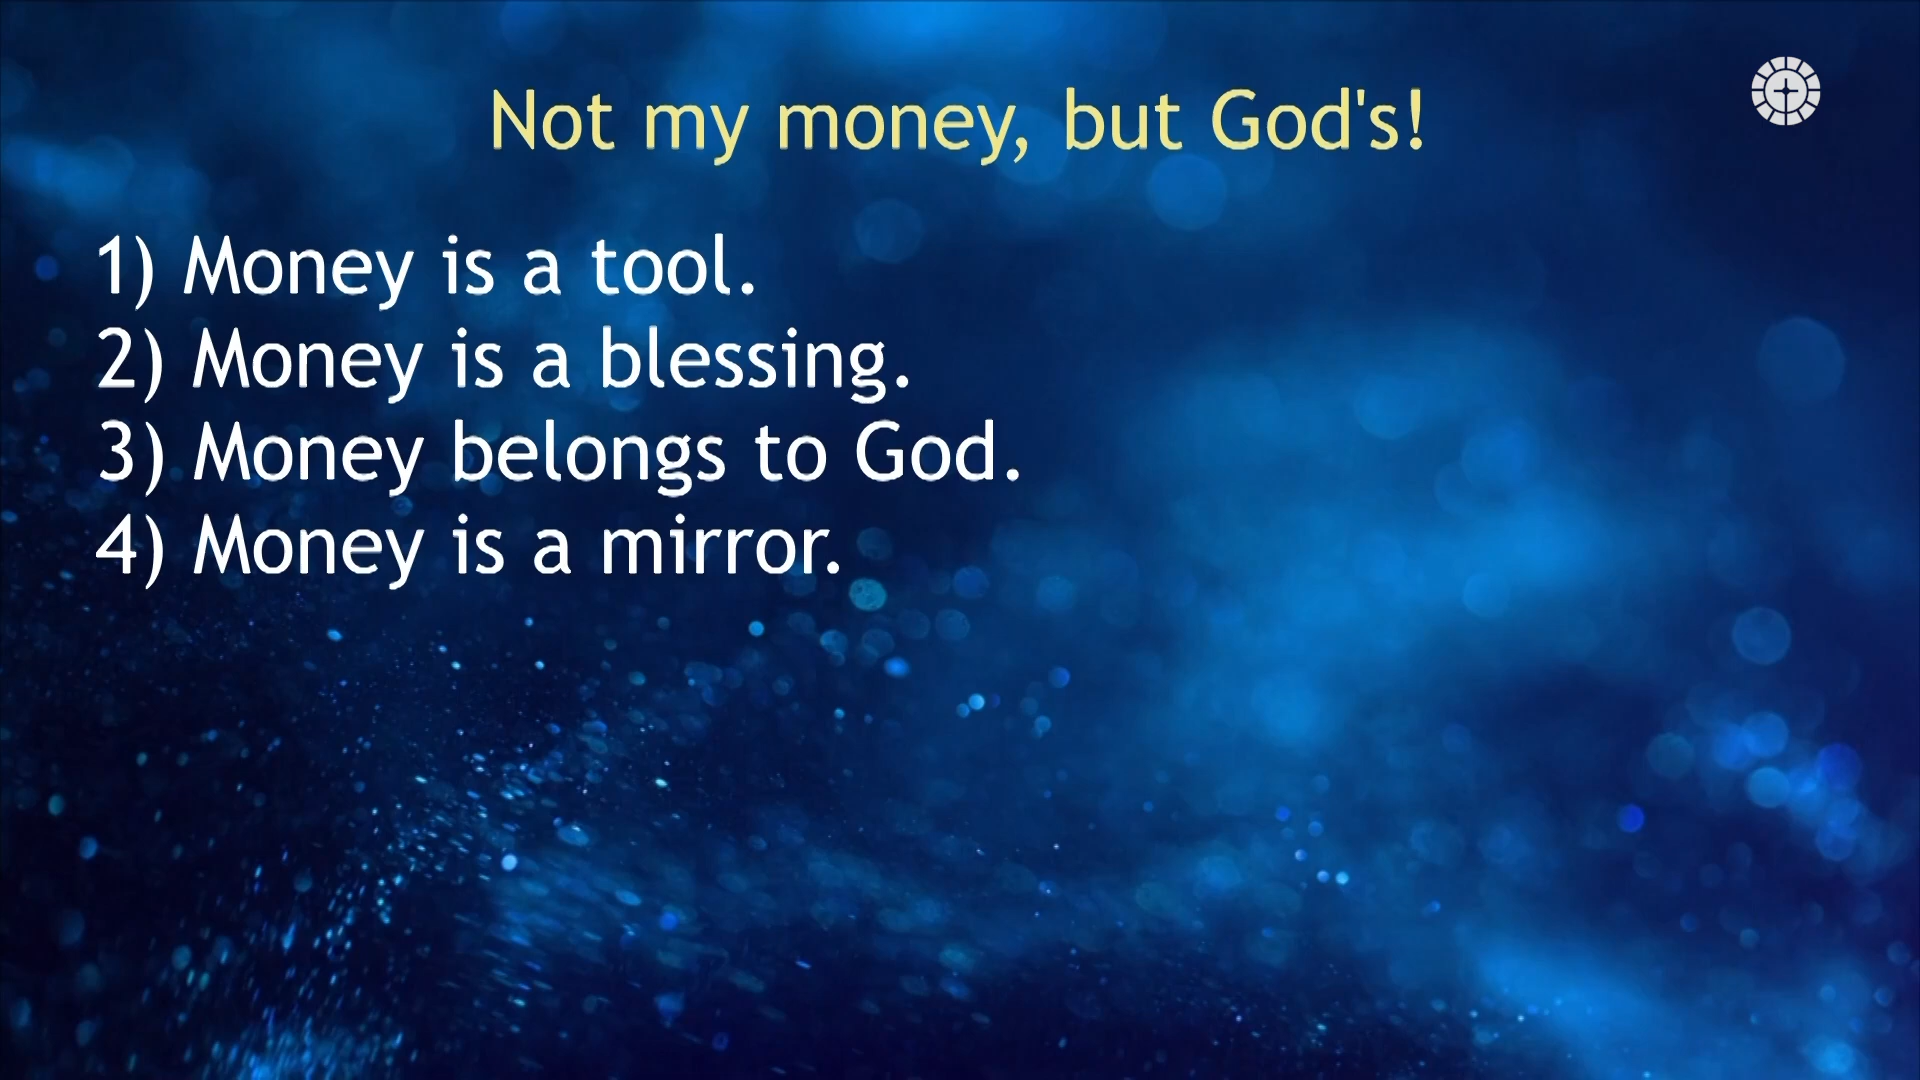 Not my money, but God's!
1) Money is a tool.
2) Money is a blessing.
3) Money belongs to God.
4) Money is a mirror.